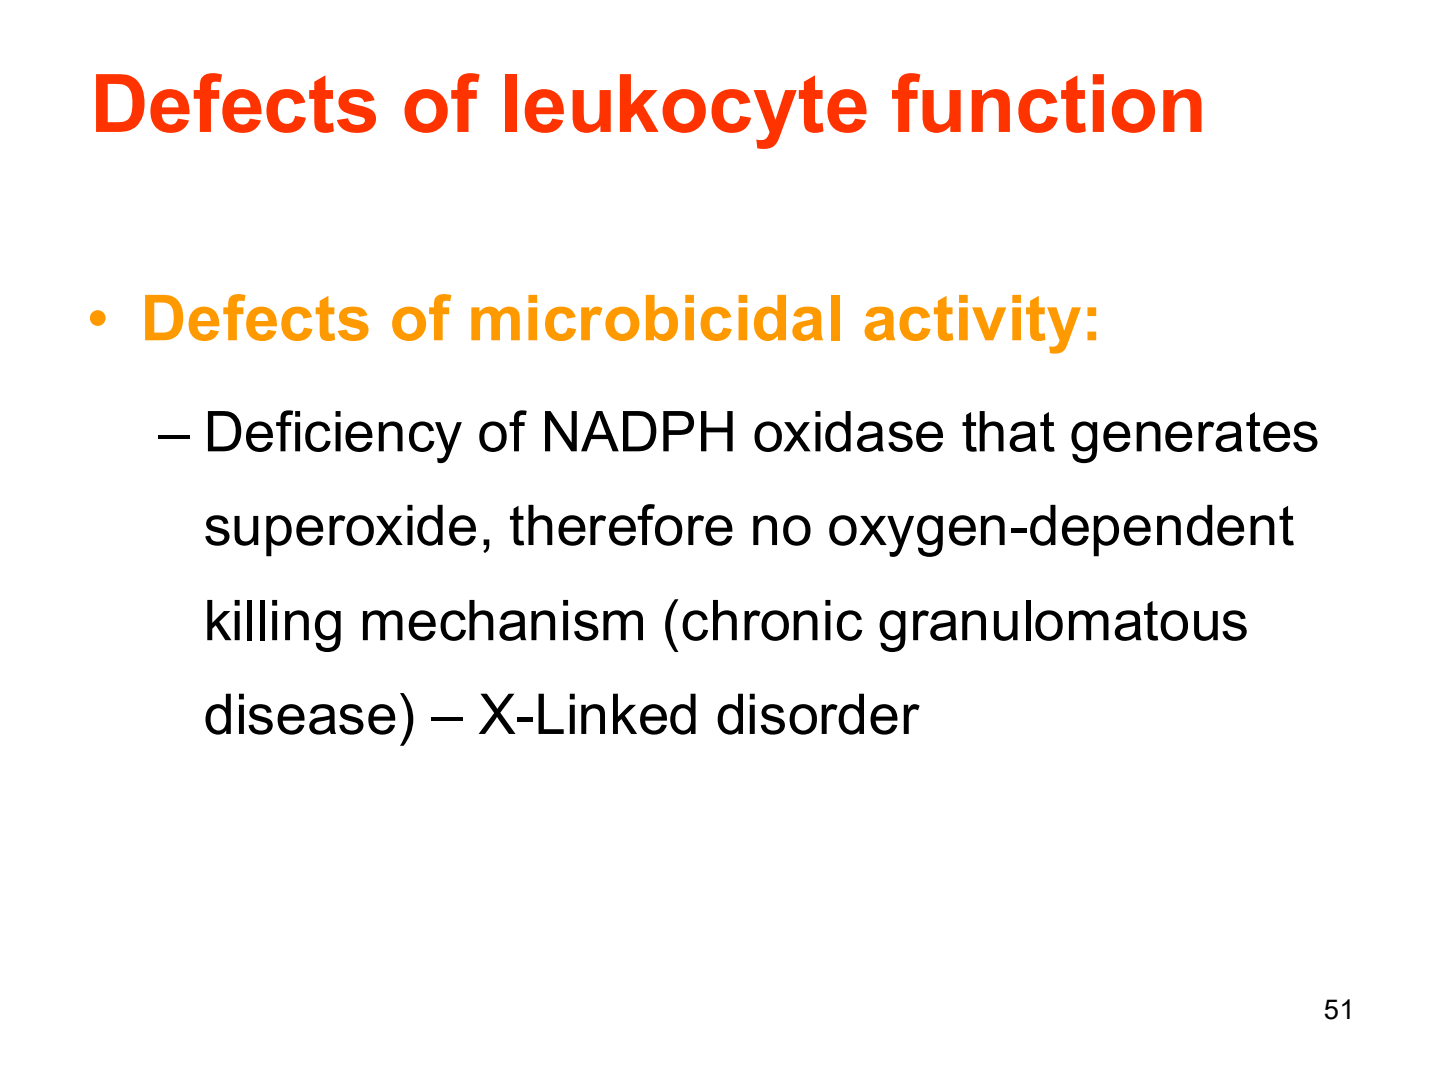 Defects of leukocyte function
• Defects of microbicidal activity:
– Deficiency of NADPH oxidase that generates
superoxide, therefore no oxygen-dependent
killing mechanism (chronic granulomatous
disease) – X-Linked disorder
51